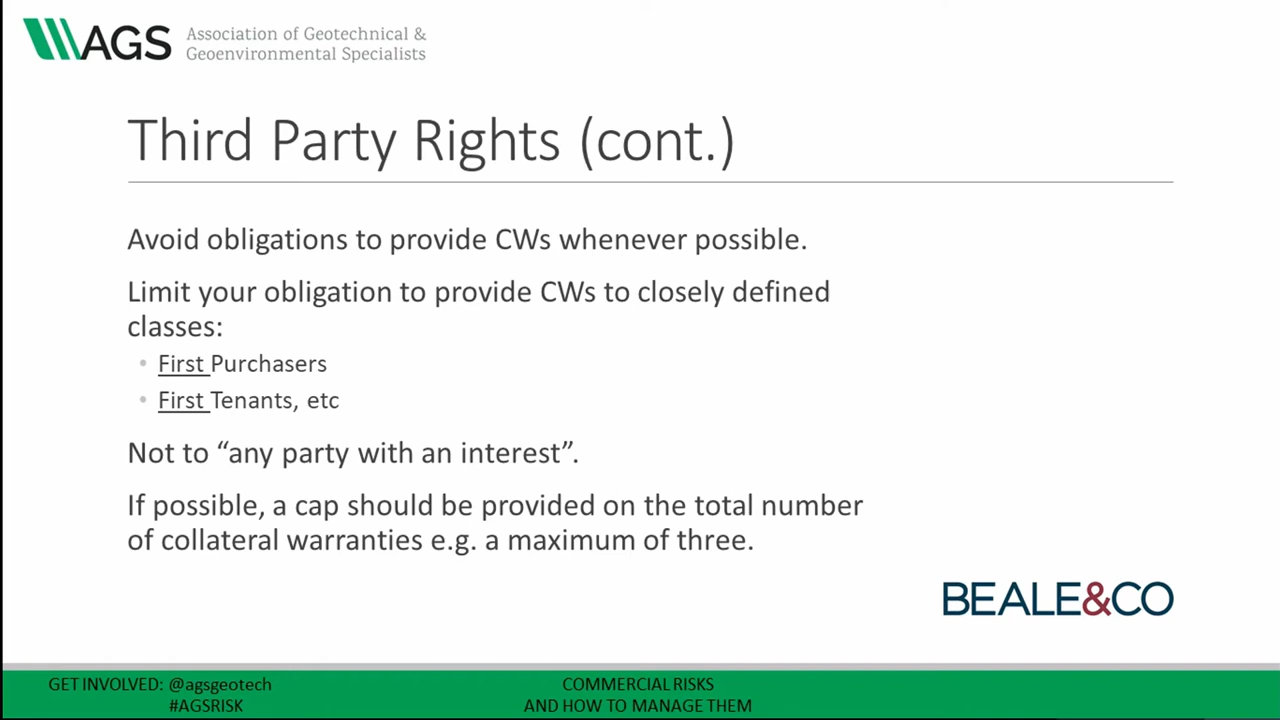 AGS
Association of Geotechnical &
Geoenvironmental Specialists
Third Party Rights (cont.)
Avoid obligations to provide CWs whenever possible.
Limit your obligation to provide CWs to closely defined
classes:
• First Purchasers
• First Tenants, etc
Not to “any party with an interest”.
If possible, a cap should be provided on the total number
of collateral warranties e.g. a maximum of three.
BEALE&CO
GET INVOLVED: @agsgeotech
#AGSRISK
COMMERCIAL RISKS
AND HOW TO MANAGE THEM